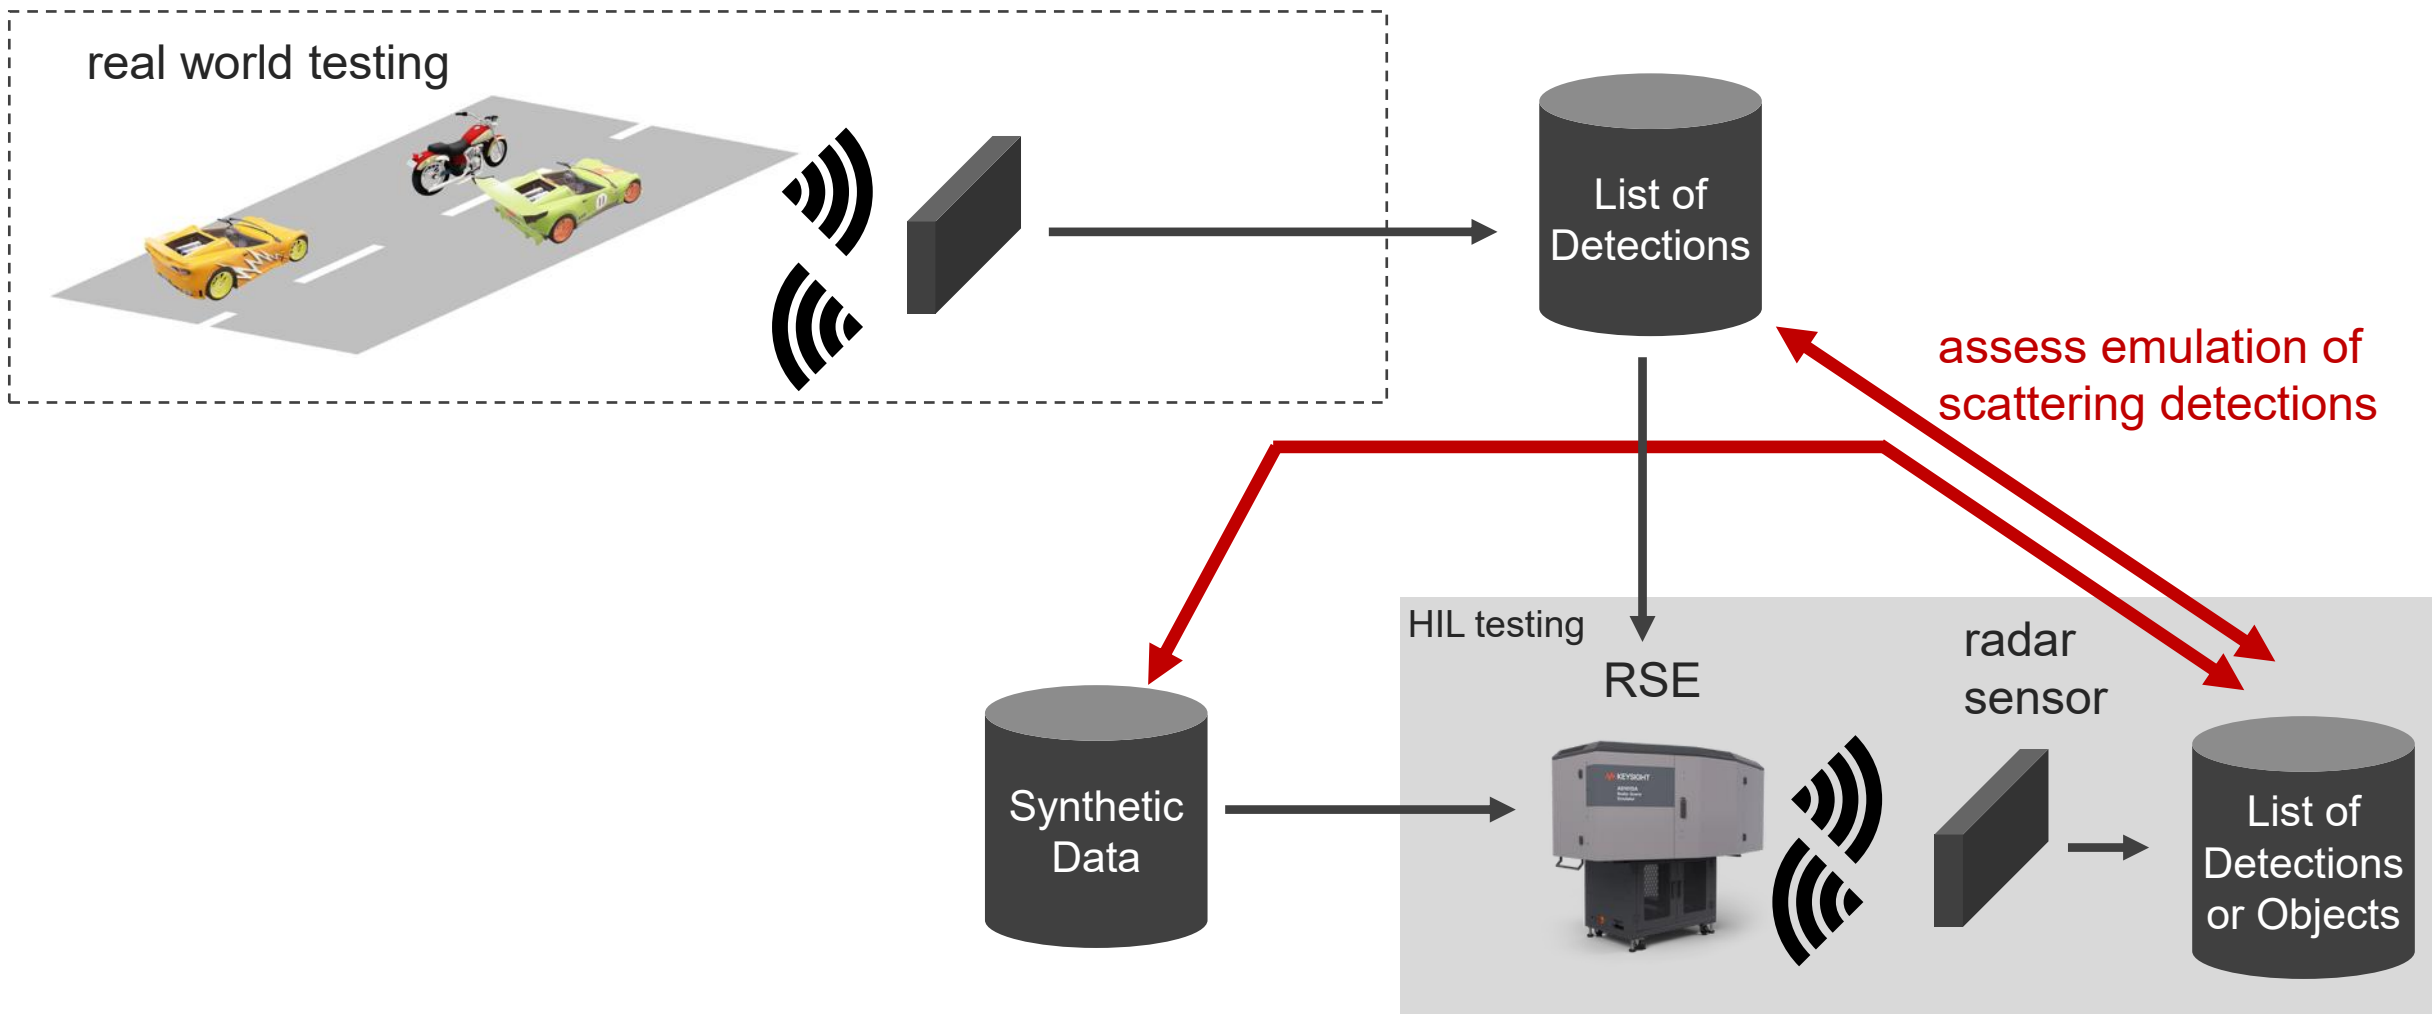 real world testing
List of
Detections
assess emulation of
scattering detections
HIL testing
RSE
radar
sensor
KEYSIGHT
Synthetic
Data
List of
Detections
or Objects